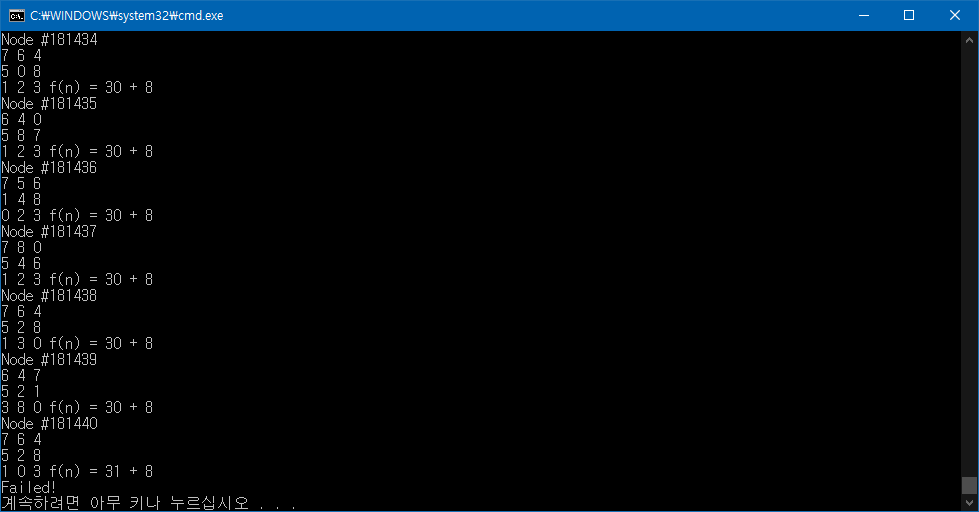 C:₩WINDOWS₩system32₩cmd.exe
Node #181434
7 6 4
5 0 8
1 2 3 f(n) = 30 + 8
Node #181435
6 4 0
5 8 7
1 2 3 f(n) = 30 + 8
Node #181436
7 5 6
1 4 8
0 2 3 f(n) = 30 + 8
Node #181437
7 8 0
5 4 6
1 2 3 f(n) = 30 + 8
Node #181438
7 6 4
5 2 8
1 3 0 f(n) = 30 + 8
Node #181439
6 4 7
5 2 1
3 8 0 f(n) = 30 + 8
Node #181440
7 6 4
5 2 8
1 0 3 f(n) = 31 + 8
Failed!
계속하려면 아무 키나 누르십시오 . . .